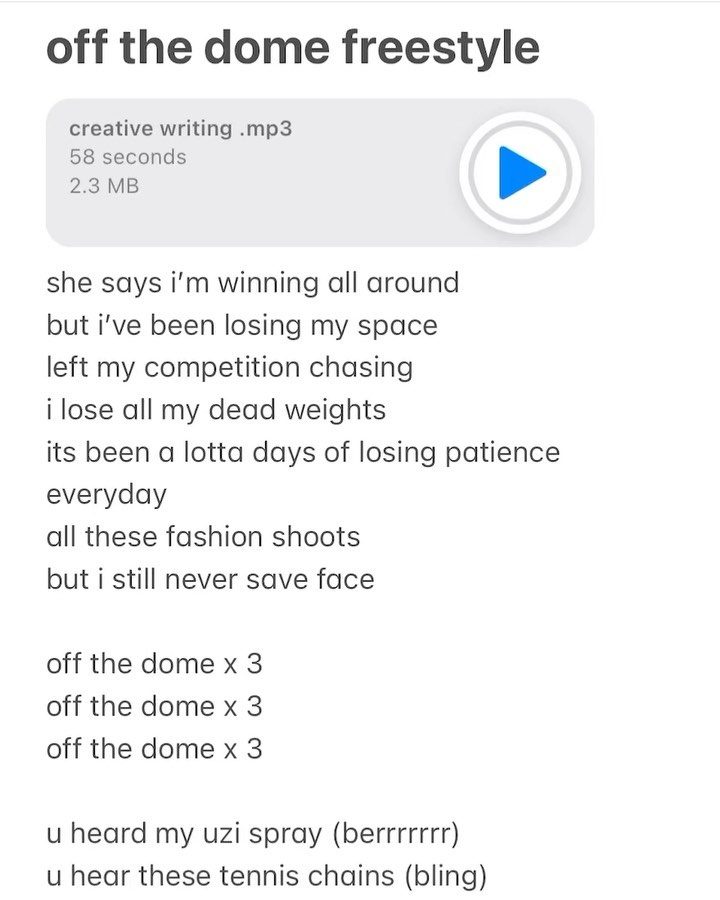 off the dome freestyle
creative writing .mp3
58 seconds
2.3 MB
she says i'm winning all around
but i've been losing my space
left my competition chasing
i lose all my dead weights
its been a lotta days of losing patience
everyday
all these fashion shoots
but i still never save face
off the dome x 3
off the dome x 3
off the dome x 3
u heard my uzi spray (berrrrrrr)
u hear these tennis chains (bling)